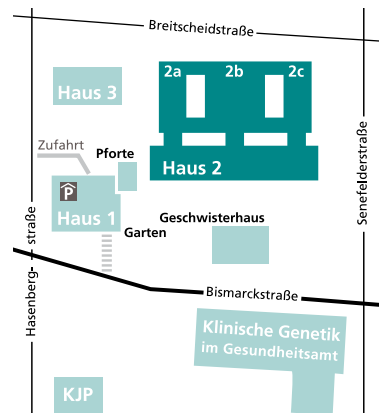 Breitscheidstraße
2a 2b 2c
Haus 3
Zufahrt
Pforte
Haus 2
P
Haus 1
Geschwisterhaus
Garten
Hasenberg-
straße
Senefelderstraße
Bismarckstraße
Klinische Genetik
im Gesundheitsamt
KJP